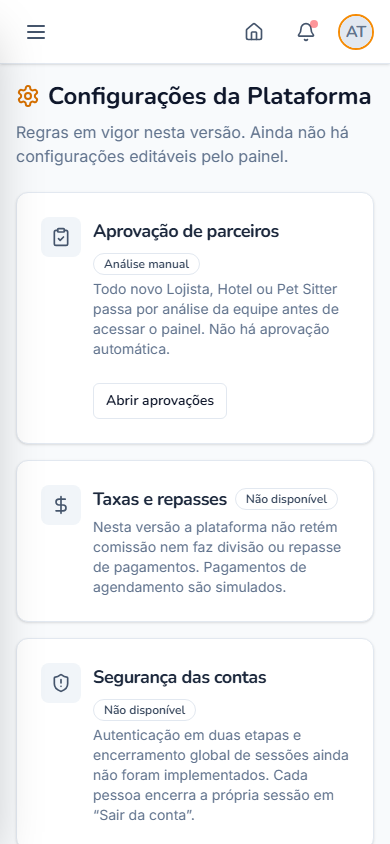 AT
Configurações da Plataforma
Regras em vigor nesta versão. Ainda não há
configurações editáveis pelo painel.
Aprovação de parceiros
Análise manual
Todo novo Lojista, Hotel ou Pet Sitter
passa por análise da equipe antes de
acessar o painel. Não há aprovação
automática.
Abrir aprovações
Taxas e repasses Não disponível
Nesta versão a plataforma não retém
comissão nem faz divisão ou repasse
de pagamentos. Pagamentos de
agendamento são simulados.
Segurança das contas
Não disponível
Autenticação em duas etapas e
encerramento global de sessões ainda
não foram implementados. Cada
pessoa encerra a própria sessão em
“Sair da conta”.